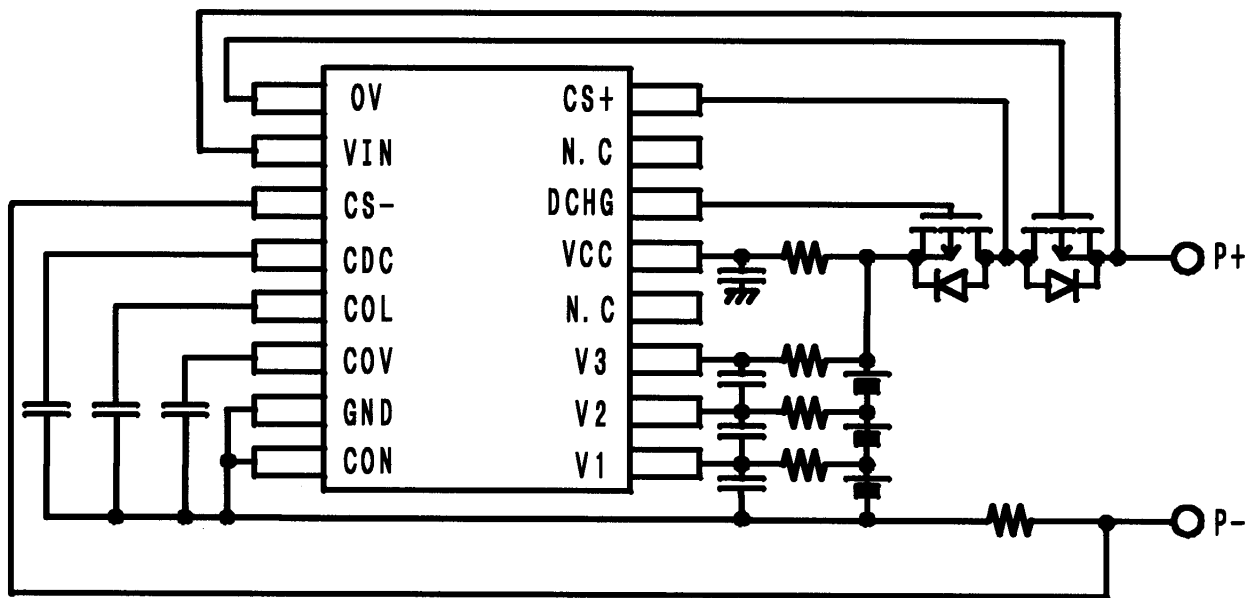 OV CS+
VIN N.C
CS- DCHG
CDC VCC
P+
COL N.C
COV V3
GND V2
CON V1
P-